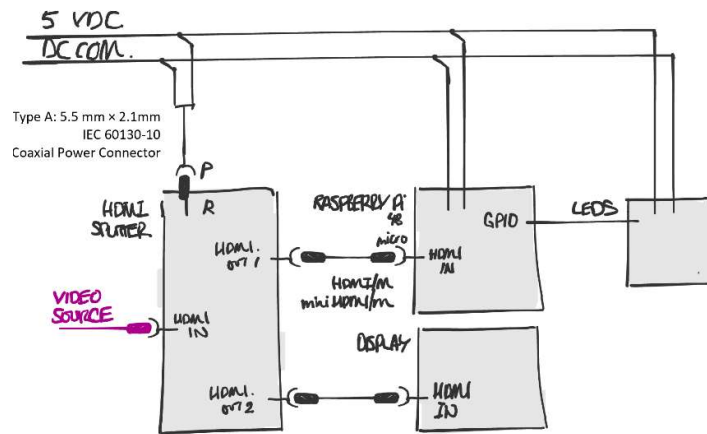 5 VDC.
DC COM.
Type A: 5.5 mm × 2.1mm
IEC 60130-10
Coaxial Power Connector
P
R
HDMI
SPLITTER
HDMI.
OUT 1
VIDEO
SOURCE
HDMI
IN
HDMI.
OUT 2
RASPBERRY Pi
4B
micro
HDMI
IN
GPIO
LEDS
HDMI/M
mini HDMI/m
DISPLAY
HDMI
IN